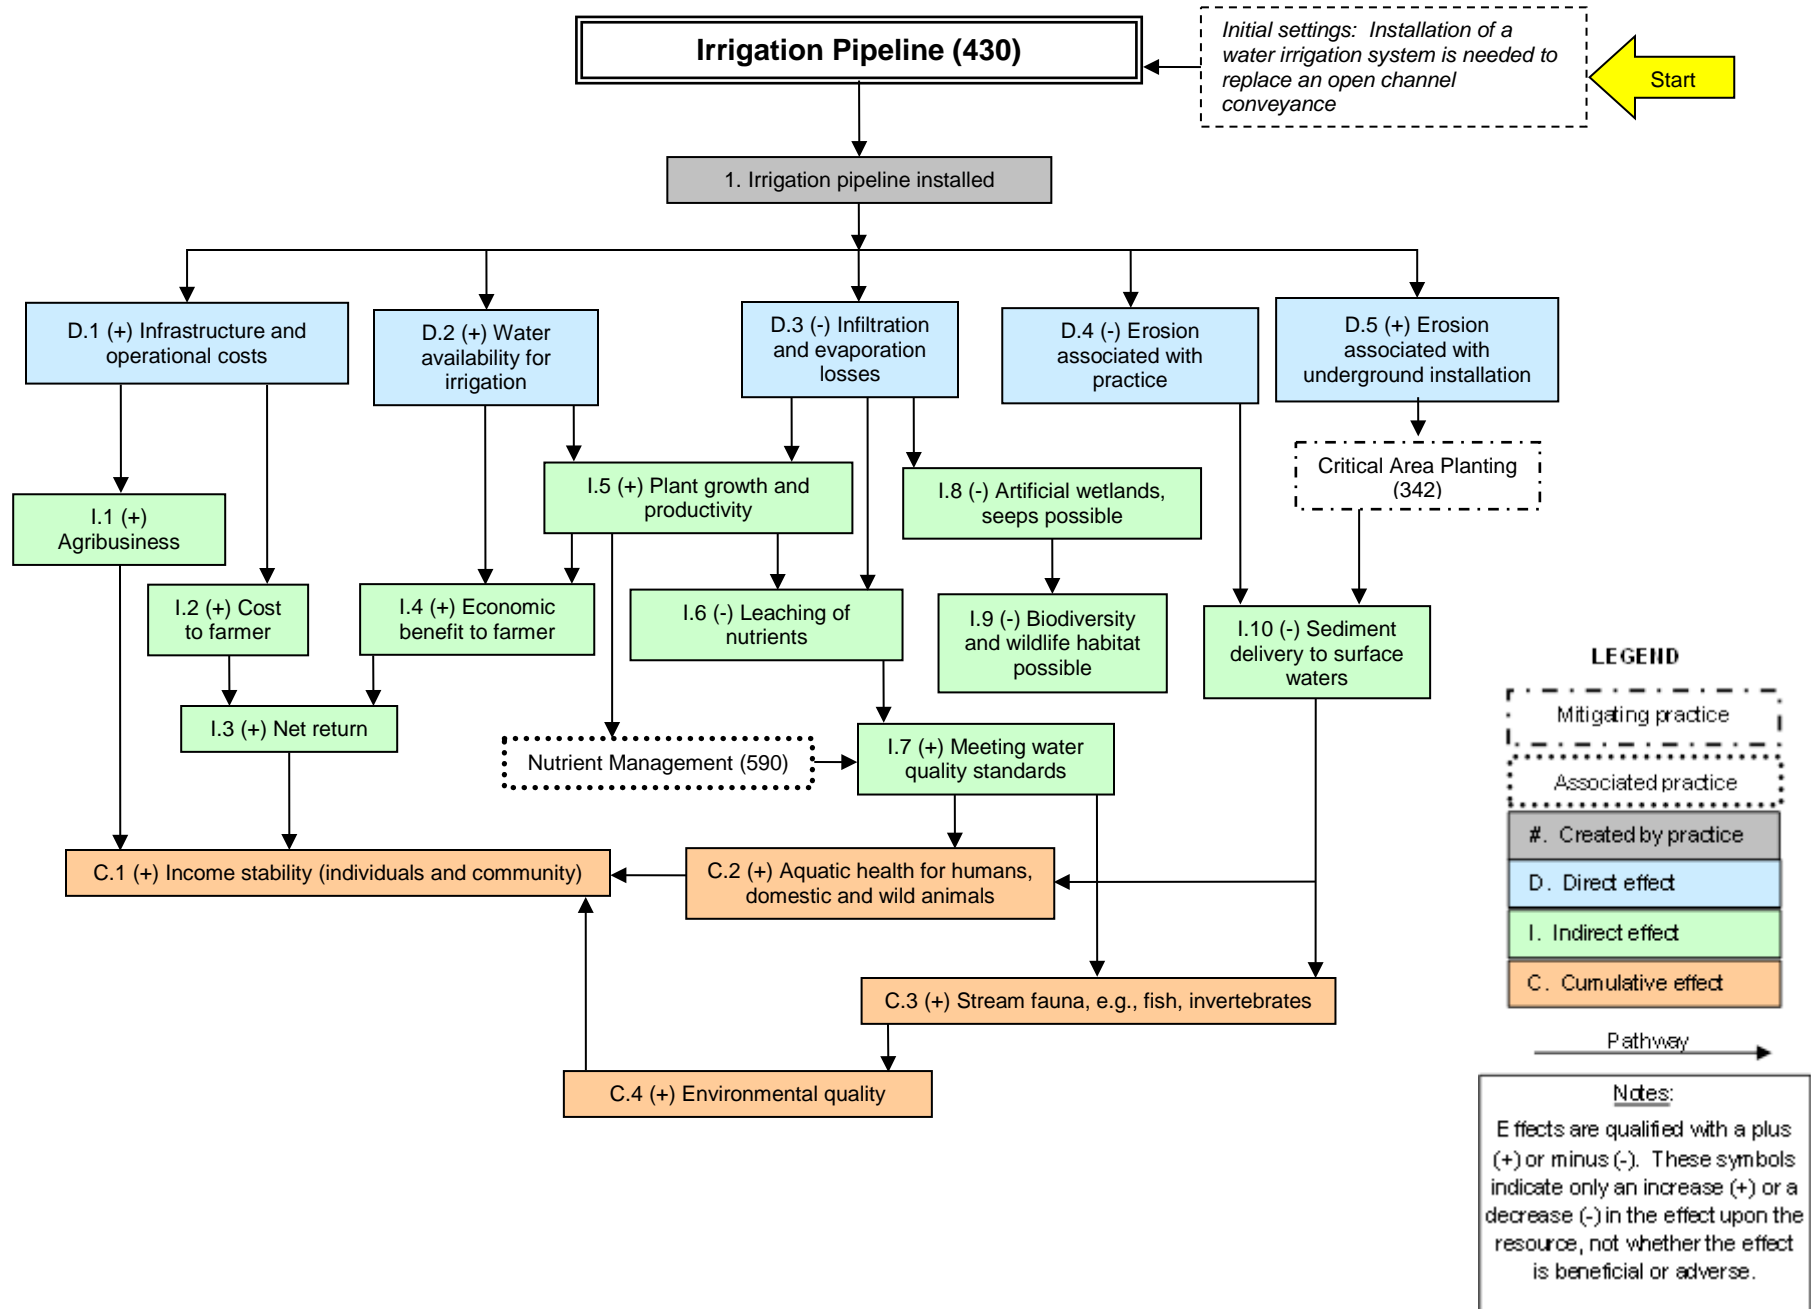 Irrigation Pipeline (430)
Initial settings:  Installation of a
water irrigation system is needed to
replace an open channel
conveyance
Start
1. Irrigation pipeline installed
D.1 (+) Infrastructure and
operational costs
D.2 (+) Water
availability for
irrigation
D.3 (-) Infiltration
and evaporation
losses
D.4 (-) Erosion
associated with
practice
D.5 (+) Erosion
associated with
underground installation
Critical Area Planting
(342)
I.1 (+)
Agribusiness
I.5 (+) Plant growth and
productivity
I.8 (-) Artificial wetlands,
seeps possible
I.2 (+) Cost
to farmer
I.4 (+) Economic
benefit to farmer
I.6 (-) Leaching of
nutrients
I.9 (-) Biodiversity
and wildlife habitat
possible
I.10 (-) Sediment
delivery to surface
waters
I.3 (+) Net return
Nutrient Management (590)
I.7 (+) Meeting water
quality standards
C.1 (+) Income stability (individuals and community)
C.2 (+) Aquatic health for humans,
domestic and wild animals
C.3 (+) Stream fauna, e.g., fish, invertebrates
C.4 (+) Environmental quality
LEGEND
Mitigating practice
Associated practice
#.  Created by practice
D.  Direct effect
I.  Indirect effect
C.  Cumulative effect
Pathway
Notes:
Effects are qualified with a plus
(+) or minus (-).  These symbols
indicate only an increase (+) or a
decrease (-) in the effect upon the
resource, not whether the effect
is beneficial or adverse.